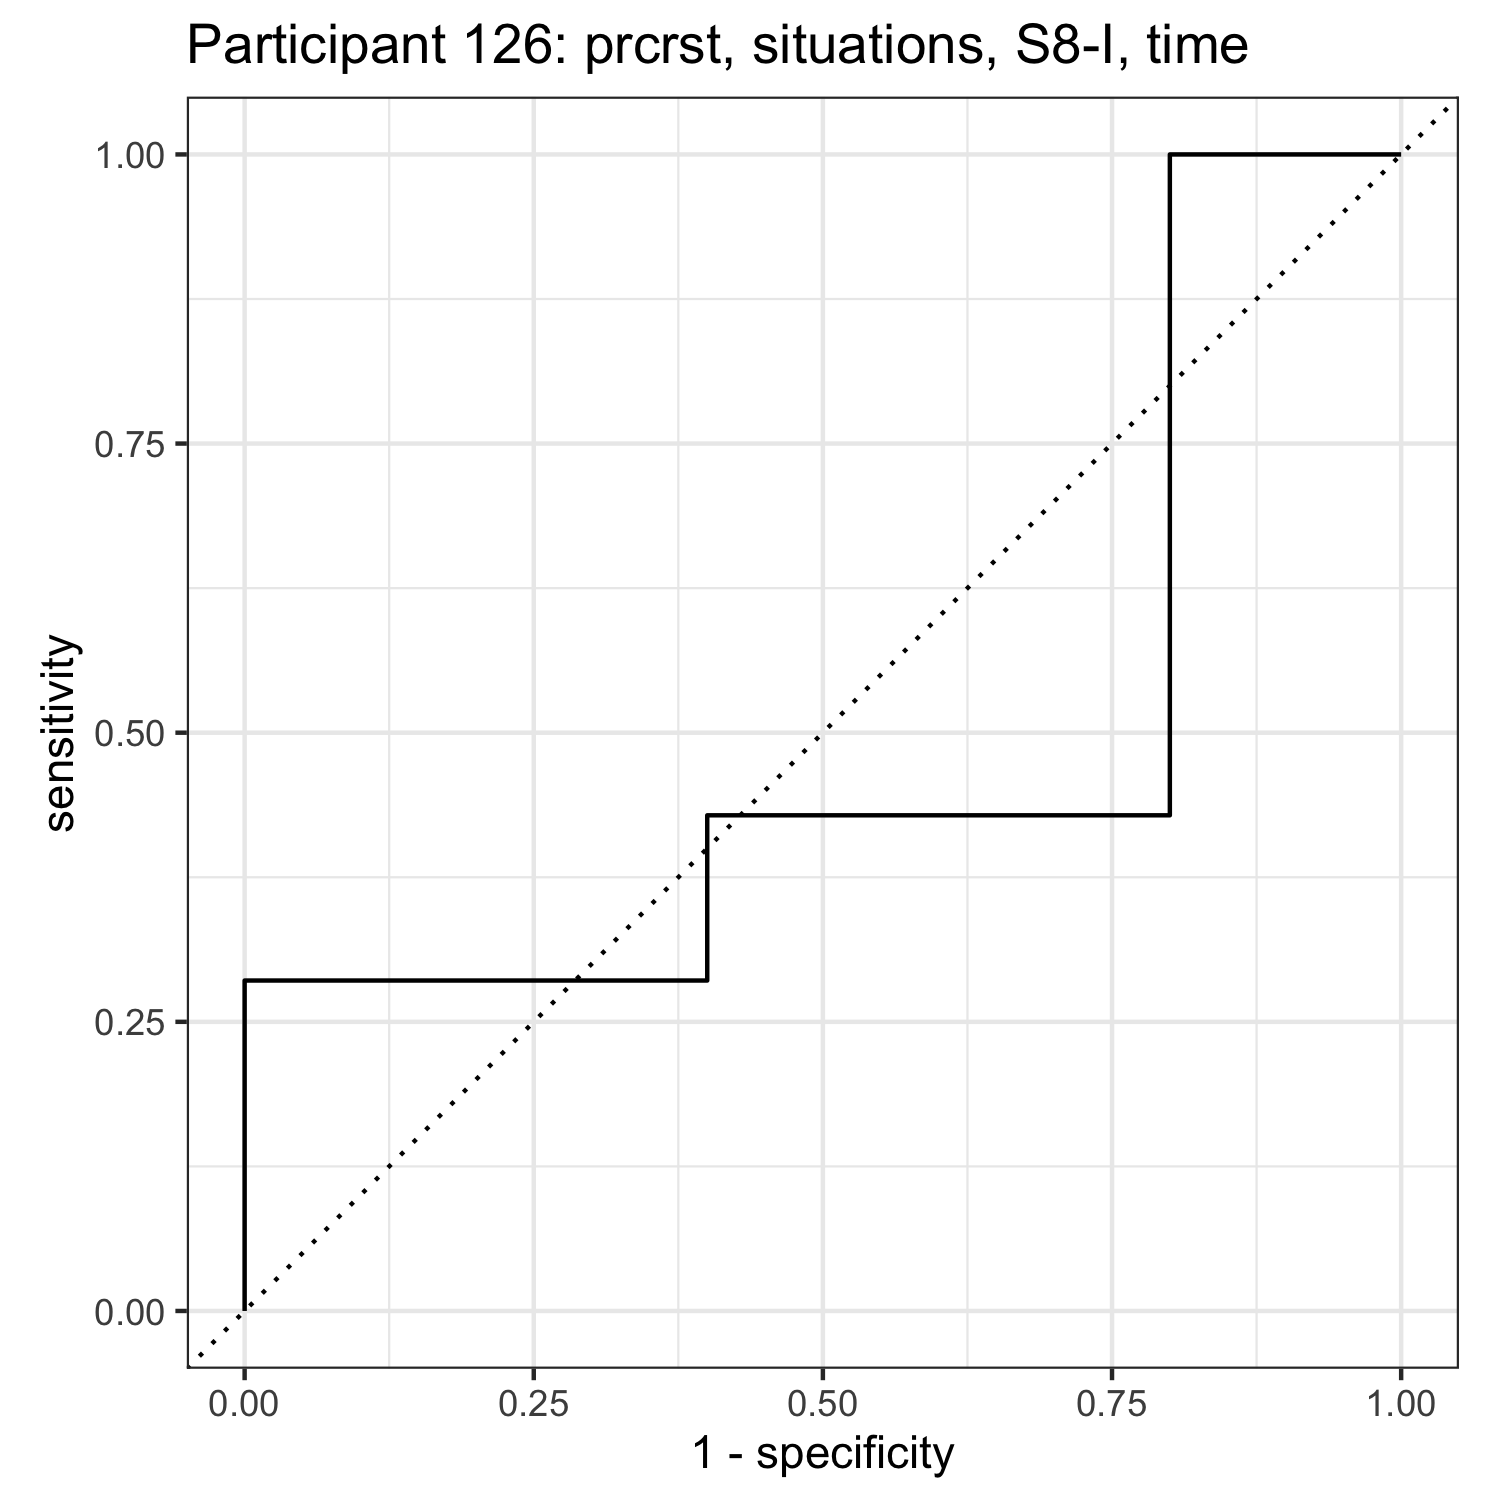 Participant 126: prcrst, situations, S8-I, time
1.00
0.75
0.50
0.25
0.00
sensitivity
0.00 0.25 0.50 0.75 1.00
1 - specificity